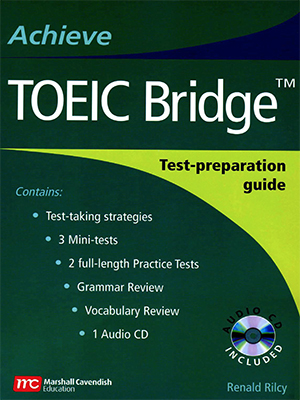 Achieve
TOEIC Bridge™
Test-preparation
guide
Contains:
• Test-taking strategies
• 3 Mini-tests
• 2 full-length Practice Tests
• Grammar Review
• Vocabulary Review
• 1 Audio CD
AUDIO CD
INCLUDED
mc Marshall Cavendish
Education
Renald Rilcy